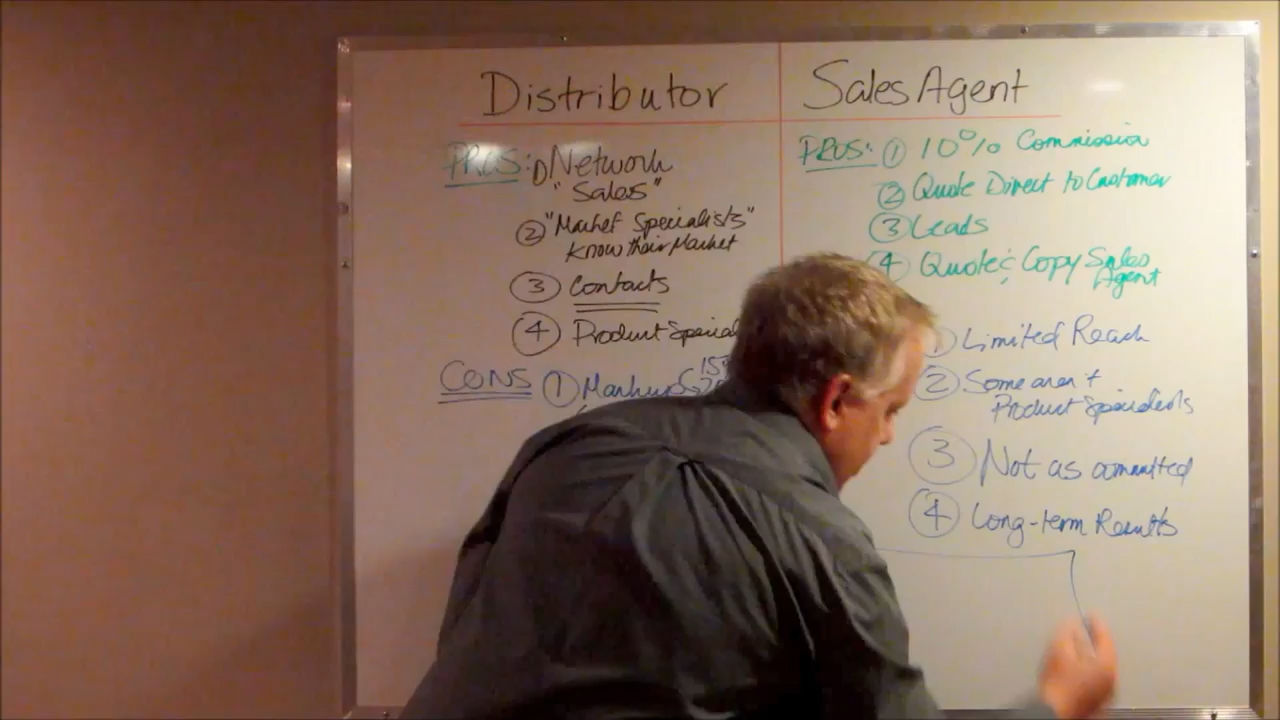 Distributor
PROS: 1) Network
"Sales"
② "Market Specialists"
Know their Market
③ Contacts
④ Product
CONS ① Markup
Sales Agent
PROS: ① 10% Commission
② Quote Direct to Customer
③ Leads
④ Quote & Copy Sales
Agent
① Limited Reach
② Some aren't
Product Specialists
③ Not as committed
④ Long-term Results